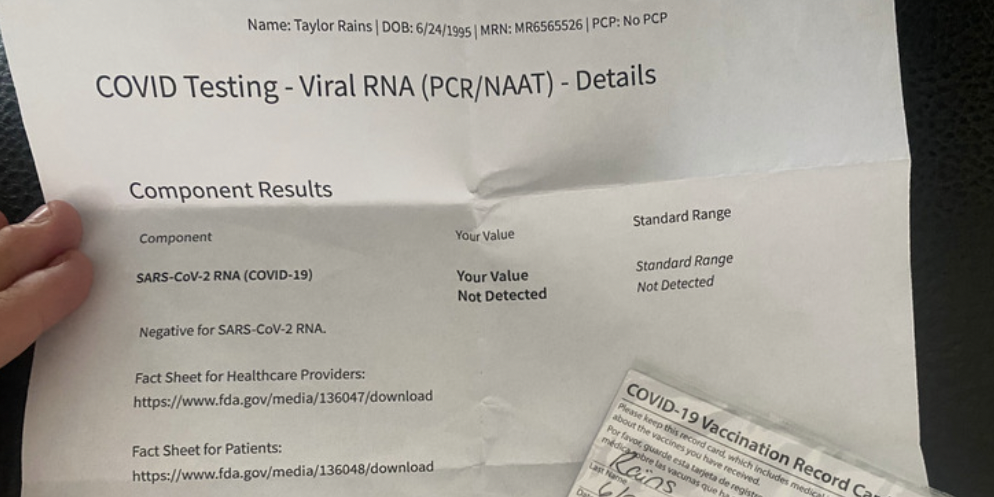 Name: Taylor Rains | DOB: 6/24/1995 | MRN: MR6565526 | PCP: No PCP
COVID Testing - Viral RNA (PCR/NAAT) - Details
Component Results
Component Your Value Standard Range
SARS-CoV-2 RNA (COVID-19) Your Value Standard Range
Not Detected Not Detected
Negative for SARS-CoV-2 RNA.
Fact Sheet for Healthcare Providers:
https://www.fda.gov/media/136047/download
Fact Sheet for Patients:
https://www.fda.gov/media/136048/download
COVID-19 Vaccination Record Ca
Please keep this record card, which includes medical
about the vaccines you have received.
Por favor, guarde esta tarjeta de registro
médica sobre las vacunas que ha
Rains
Last Name